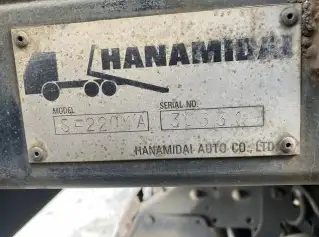 HANAMIDAI
MODEL
SERIAL NO.
HANAMIDAI AUTO CO., LTD.